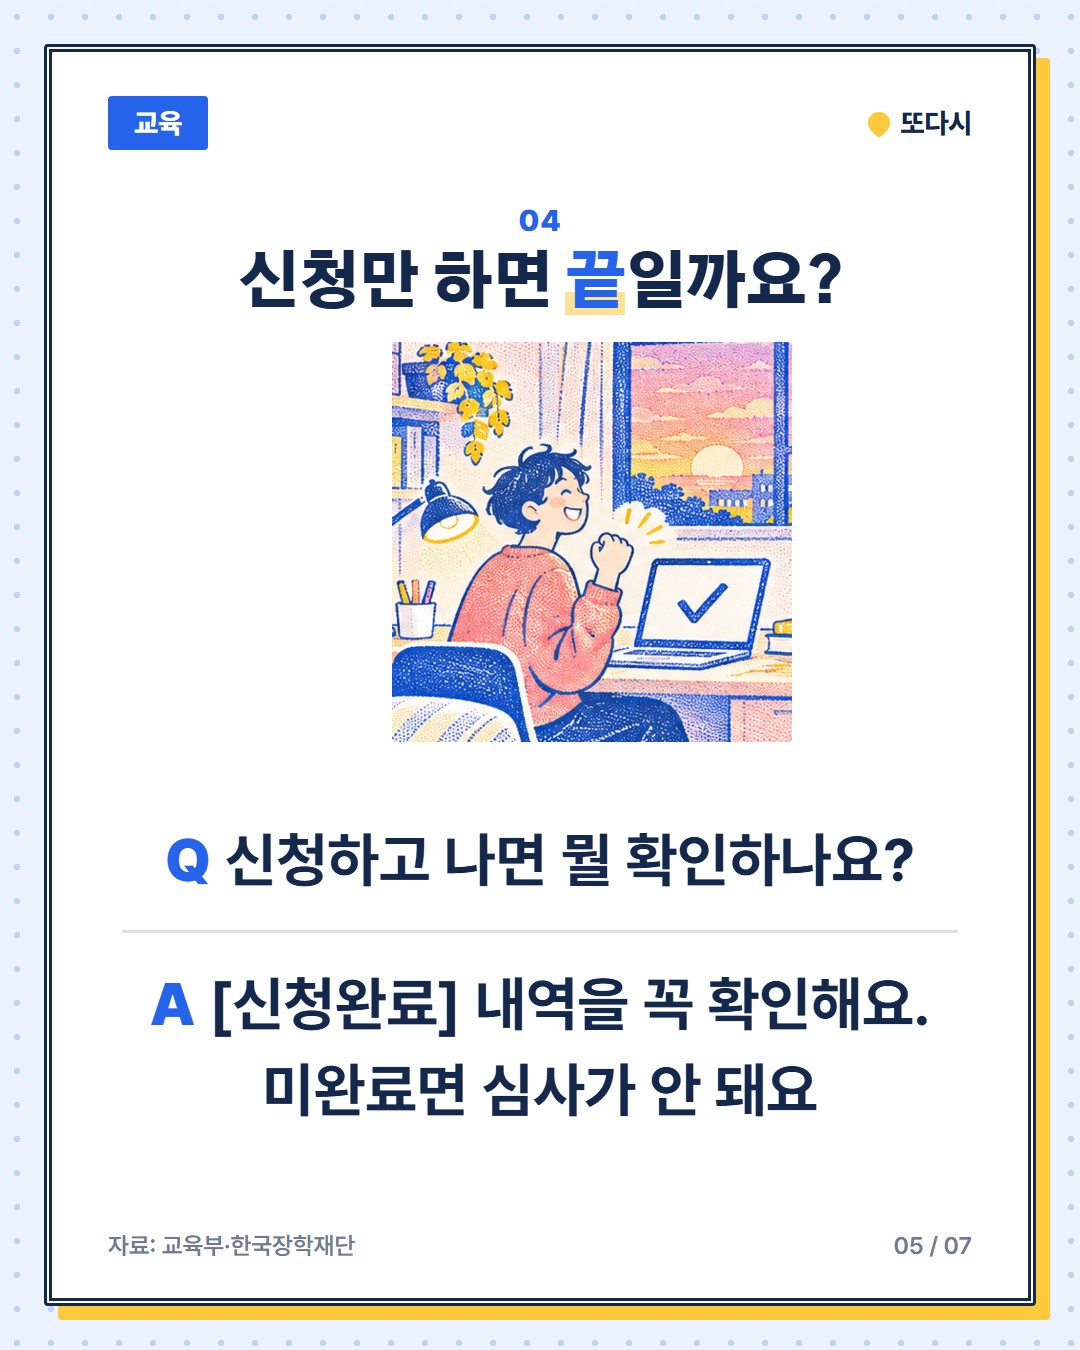 교육
또다시
04
신청만 하면 끝일까요?
Q 신청하고 나면 뭘 확인하나요?
A [신청완료] 내역을 꼭 확인해요.
미완료면 심사가 안 돼요
자료: 교육부·한국장학재단
05 / 07